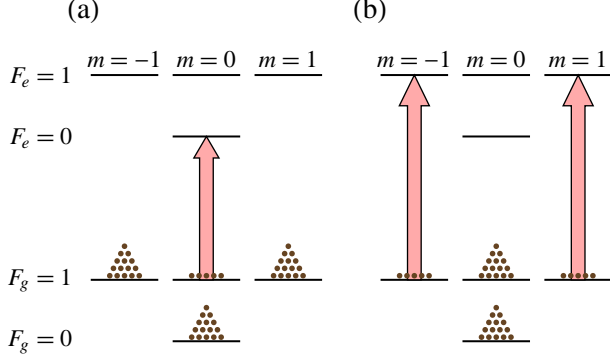 (a) (b)
m = −1 m = 0 m = 1 m = −1 m = 0 m = 1
F_e = 1
F_e = 0
F_g = 1
F_g = 0